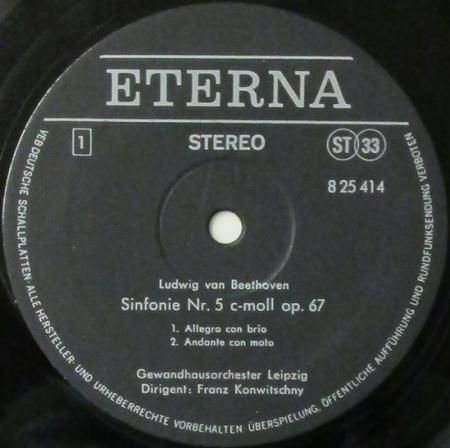 ETERNA
1
STEREO
ST 33
8 25 414
Ludwig van Beethoven
Sinfonie Nr. 5 c-moll op. 67
1. Allegro con brio
2. Andante con moto
Gewandhausorchester Leipzig
Dirigent: Franz Konwitschny
VEB DEUTSCHE SCHALLPLATTEN ALLE HERSTELLER- UND URHEBERRECHTE VORBEHALTEN ÜBERSPIELUNG, ÖFFENTLICHE AUFFÜHRUNG UND RUNDFUNKSENDUNG VERBOTEN